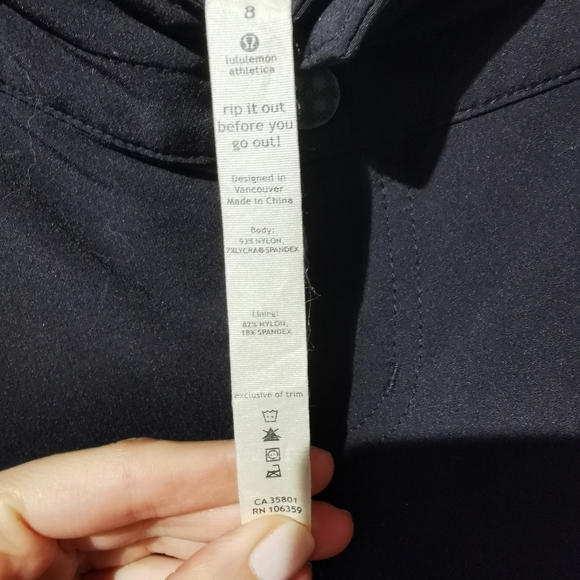 8
lululemon
athletica
rip it out
before you
go out!
Designed in
Vancouver
Made in China
Body:
93% NYLON,
7%LYCRA® SPANDEX
Lining:
82% NYLON,
18% SPANDEX
exclusive of trim
CA 35801
RN 106359